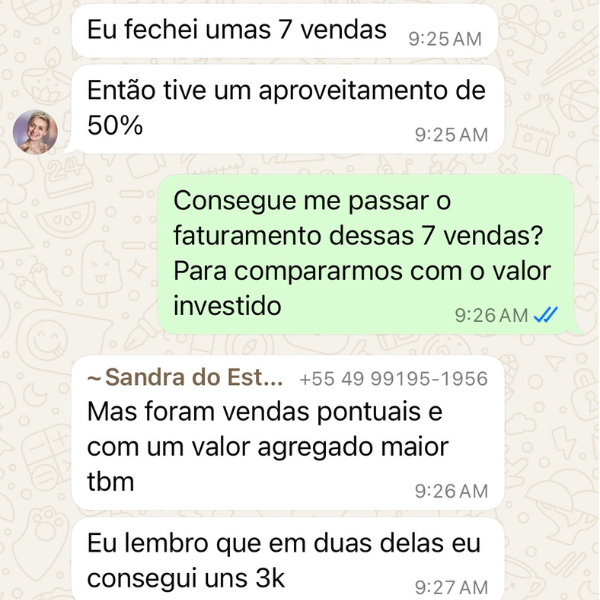 Eu fechei umas 7 vendas 9:25 AM
Então tive um aproveitamento de
50% 9:25 AM
Consegue me passar o
faturamento dessas 7 vendas?
Para compararmos com o valor
investido 9:26 AM
~Sandra do Est... +55 49 99195-1956
Mas foram vendas pontuais e
com um valor agregado maior
tbm 9:26 AM
Eu lembro que em duas delas eu
consegui uns 3k 9:27 AM